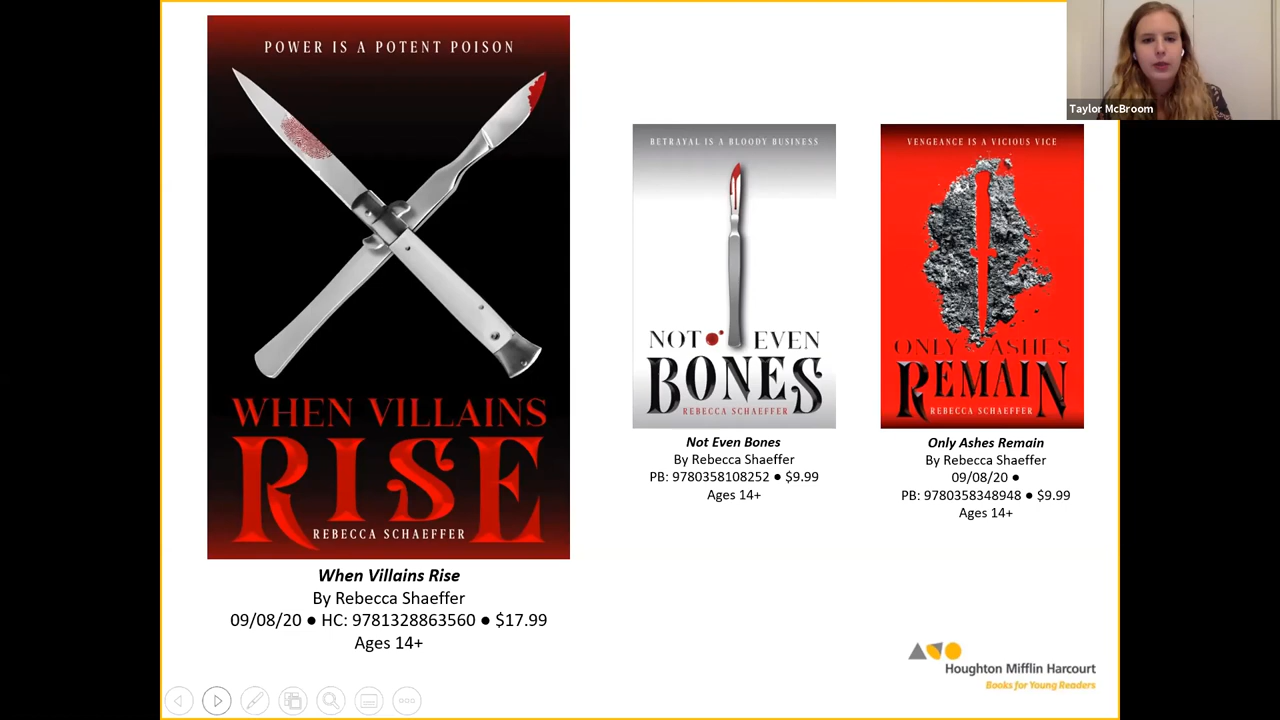 POWER IS A POTENT POISON
WHEN VILLAINS
RISE
REBECCA SCHAEFFER
When Villains Rise
By Rebecca Schaeffer
09/08/20 ● HC: 9781328863560 ● $17.99
Ages 14+
BETRAYAL IS A BLOODY BUSINESS
NOT EVEN
BONES
REBECCA SCHAEFFER
Not Even Bones
By Rebecca Shaeffer
PB: 9780358108252 ● $9.99
Ages 14+
VENGEANCE IS A VICIOUS VICE
ONLY ASHES
REMAIN
REBECCA SCHAEFFER
Only Ashes Remain
By Rebecca Shaeffer
09/08/20 ●
PB: 9780358348948 ● $9.99
Ages 14+
Taylor McBroom
Houghton Mifflin Harcourt
Books for Young Readers